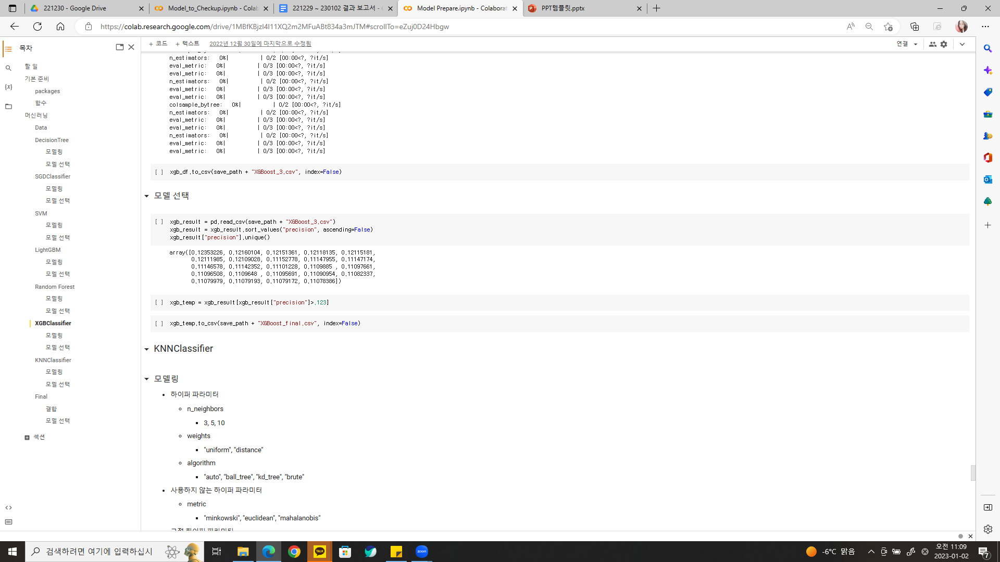 221230 - Google Drive
Model_to_Checkup.ipynb - Colab
221229 ~ 230102 결과 보고서 - G
Model Prepare.ipynb - Colaborat
PPT템플릿.pptx
https://colab.research.google.com/drive/1MBfKBjzI4I11XQ2m2MFuABt834a3mJTM#scrollTo=eZuj0D24Hbgw
목차
+ 코드 + 텍스트 2022년 12월 30일에 마지막으로 수정됨
연결
할 일
기본 준비
packages
함수
머신러닝
Data
DecisionTree
모델링
모델 선택
SGDClassifier
모델링
모델 선택
SVM
모델링
모델 선택
LightGBM
모델링
모델 선택
Random Forest
모델링
모델 선택
XGBClassifier
모델링
모델 선택
KNNClassifier
모델링
모델 선택
Final
결합
모델 선택
섹션
n_estimators: 0%| | 0/2 [00:00<?, ?it/s]
eval_metric: 0%| | 0/3 [00:00<?, ?it/s]
eval_metric: 0%| | 0/3 [00:00<?, ?it/s]
n_estimators: 0%| | 0/2 [00:00<?, ?it/s]
eval_metric: 0%| | 0/3 [00:00<?, ?it/s]
eval_metric: 0%| | 0/3 [00:00<?, ?it/s]
colsample_bytree: 0%| | 0/2 [00:00<?, ?it/s]
n_estimators: 0%| | 0/2 [00:00<?, ?it/s]
eval_metric: 0%| | 0/3 [00:00<?, ?it/s]
eval_metric: 0%| | 0/3 [00:00<?, ?it/s]
n_estimators: 0%| | 0/2 [00:00<?, ?it/s]
eval_metric: 0%| | 0/3 [00:00<?, ?it/s]
eval_metric: 0%| | 0/3 [00:00<?, ?it/s]
[ ] xgb_df.to_csv(save_path + "XGBoost_3.csv", index=False)
모델 선택
[ ] xgb_result = pd.read_csv(save_path + "XGBoost_3.csv")
xgb_result = xgb_result.sort_values("precision", ascending=False)
xgb_result["precision"].unique()
array([0.12353226, 0.12160104, 0.12151361, 0.12118135, 0.12115181,
0.12111985, 0.12109028, 0.11152778, 0.11147955, 0.11147174,
0.11146578, 0.11142352, 0.11101228, 0.1109885 , 0.11097661,
0.11096508, 0.1109648 , 0.11095691, 0.11090954, 0.11082337,
0.11079979, 0.11079193, 0.11079172, 0.11078386])
[ ] xgb_temp = xgb_result[xgb_result["precision"]>.123]
[ ] xgb_temp.to_csv(save_path + "XGBoost_final.csv", index=False)
KNNClassifier
모델링
• 하이퍼 파라미터
n_neighbors
3, 5, 10
weights
"uniform", "distance"
algorithm
"auto", "ball_tree", "kd_tree", "brute"
• 사용하지 않는 하이퍼 파라미터
metric
"minkowski", "euclidean", "mahalanobis"
검색하려면 여기에 입력하십시
TALK
zoom
-6°C 맑음
오전 11:09
2023-01-02
7